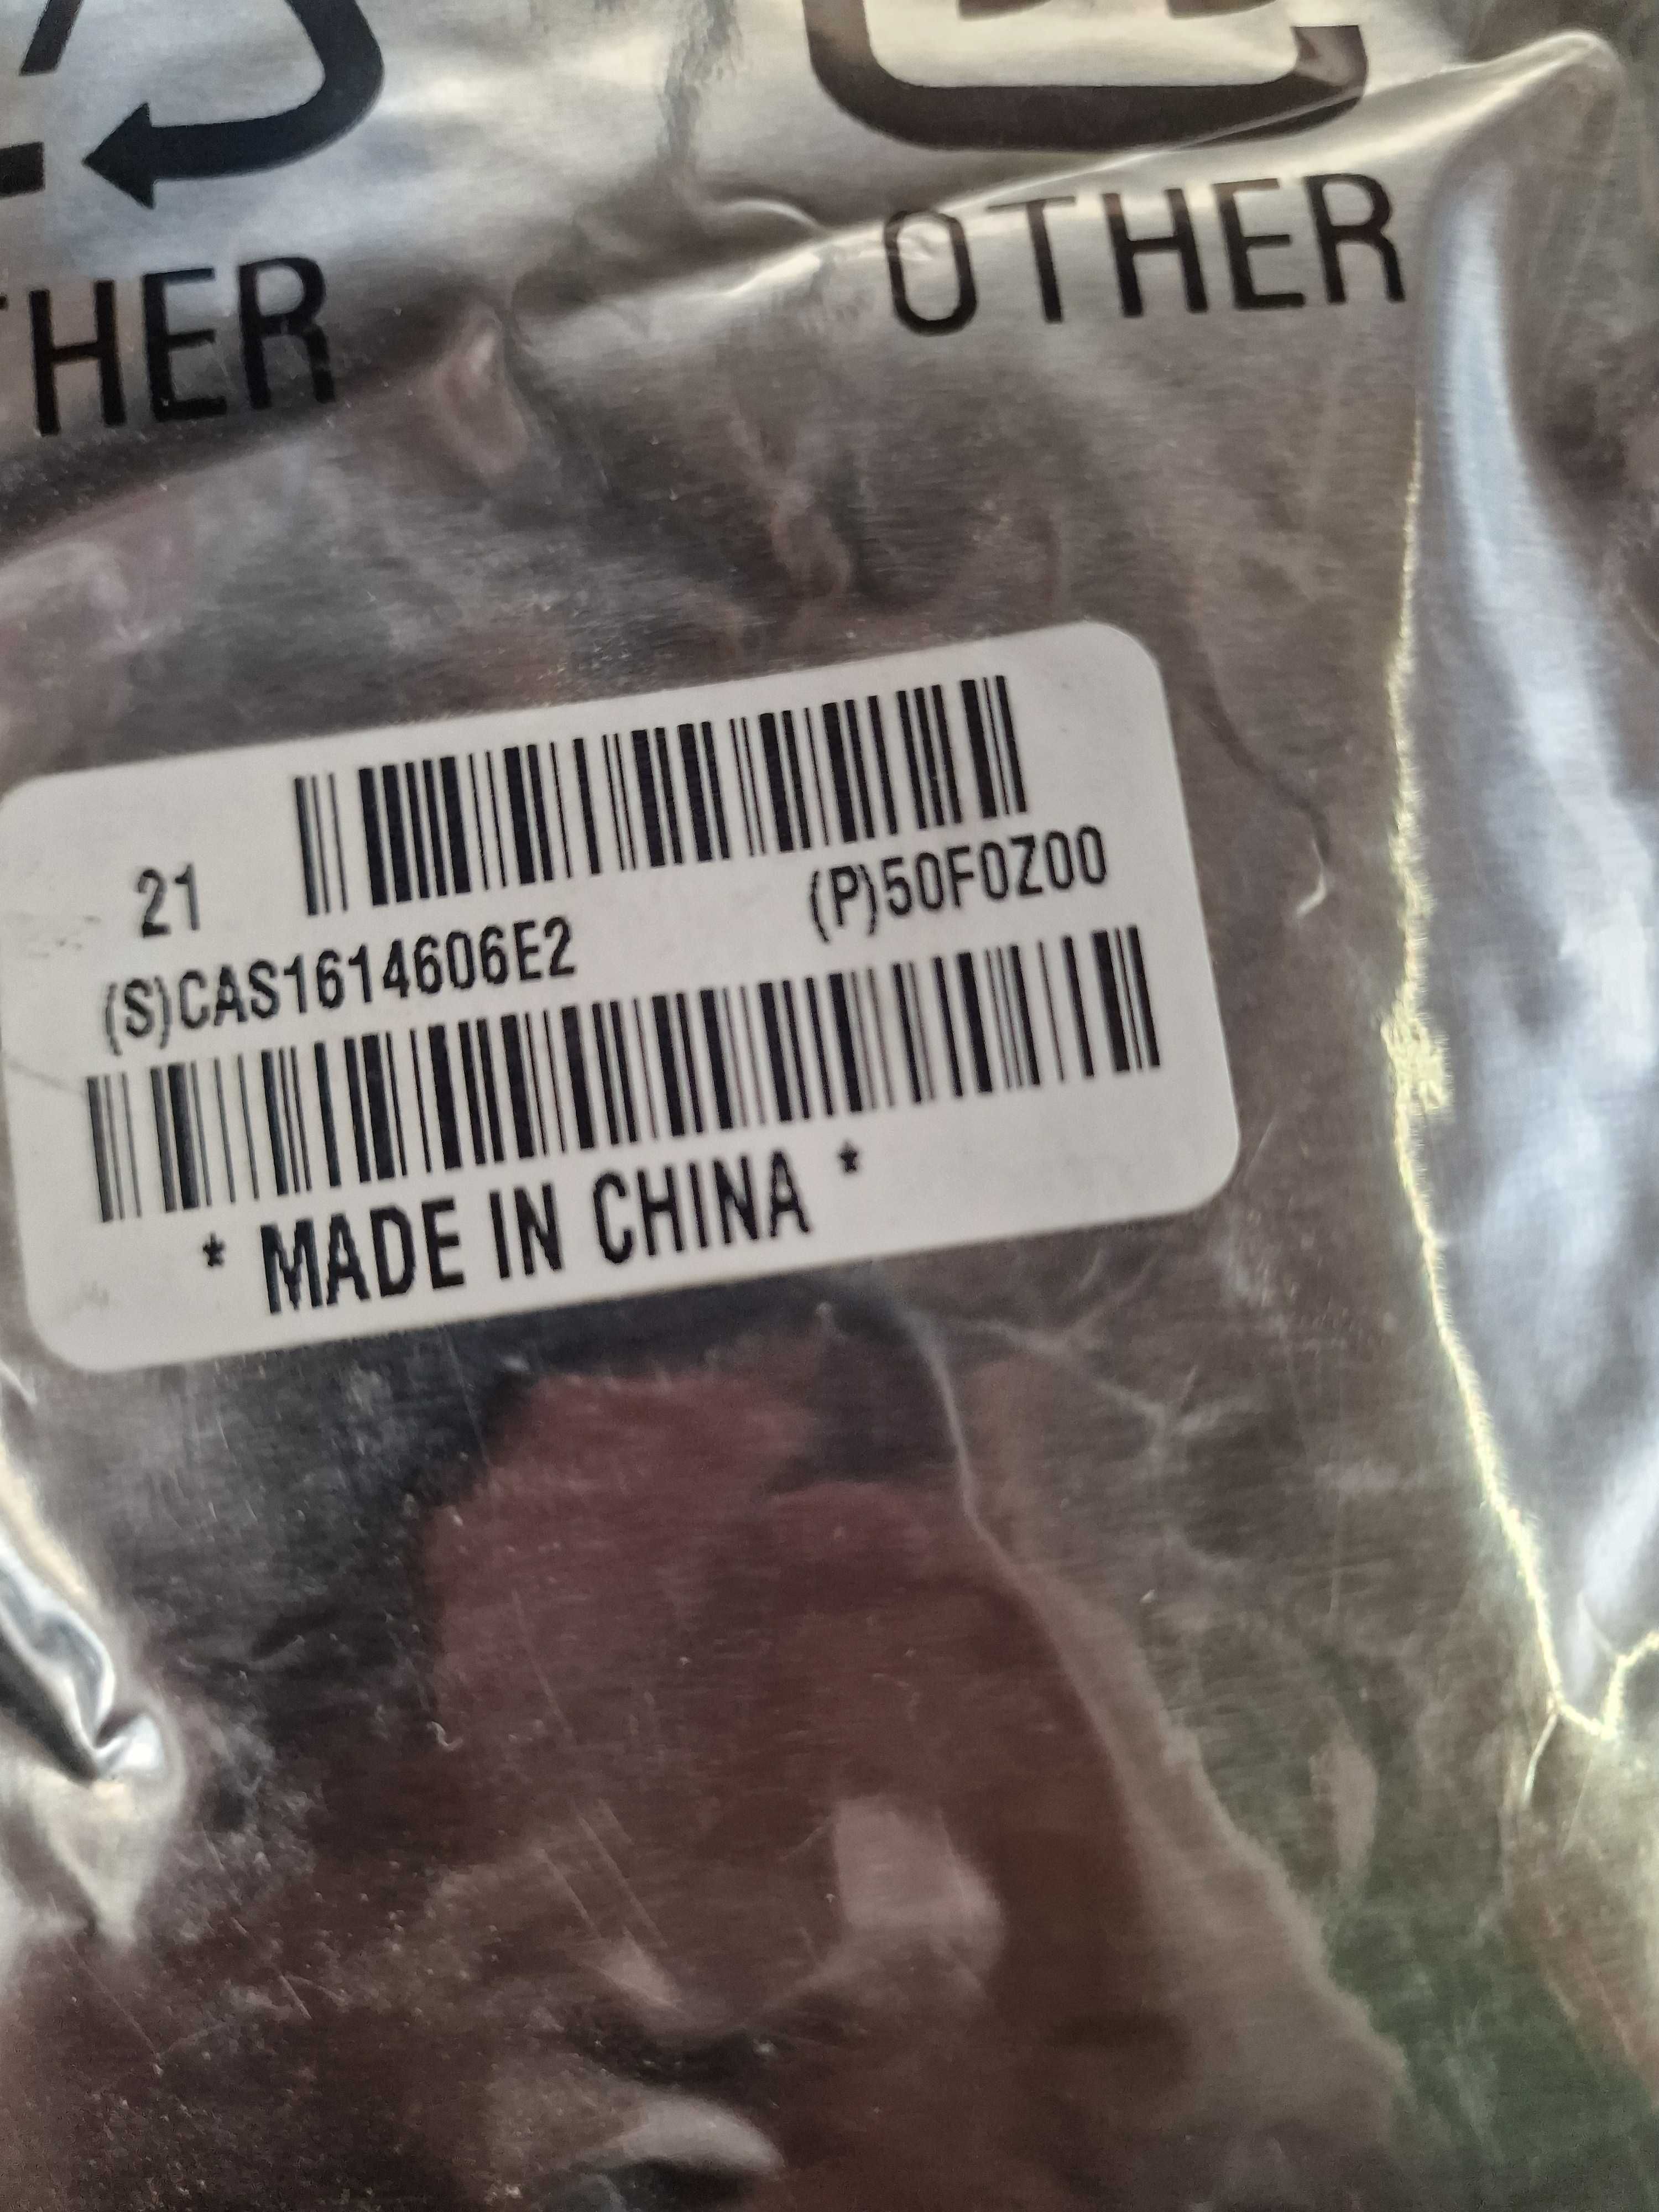 THER
OTHER
21
(S)CAS1614606E2 (P)50F0Z00
* MADE IN CHINA *